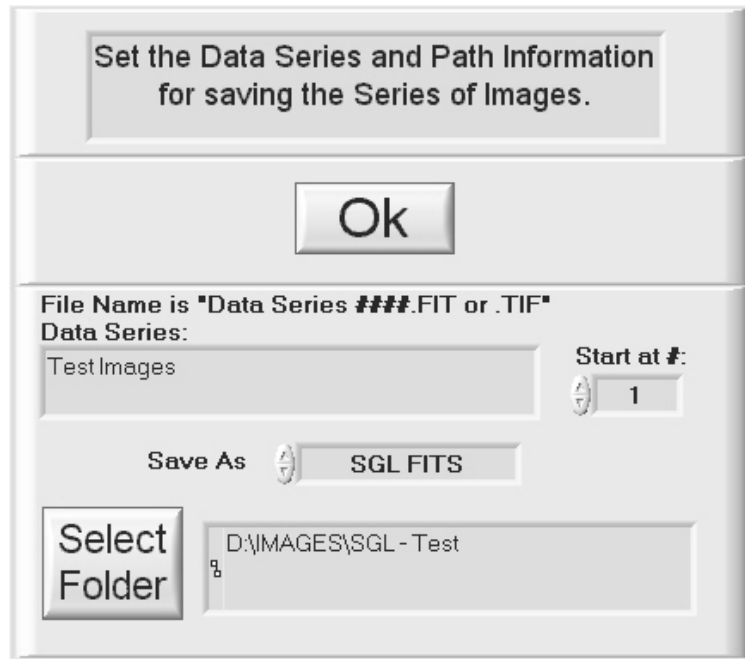 Set the Data Series and Path Information
for saving the Series of Images.
Ok
File Name is "Data Series ####.FIT or .TIF"
Data Series:
Test Images
Start at #:
1
Save As
SGL FITS
Select
Folder
D:\IMAGES\SGL - Test